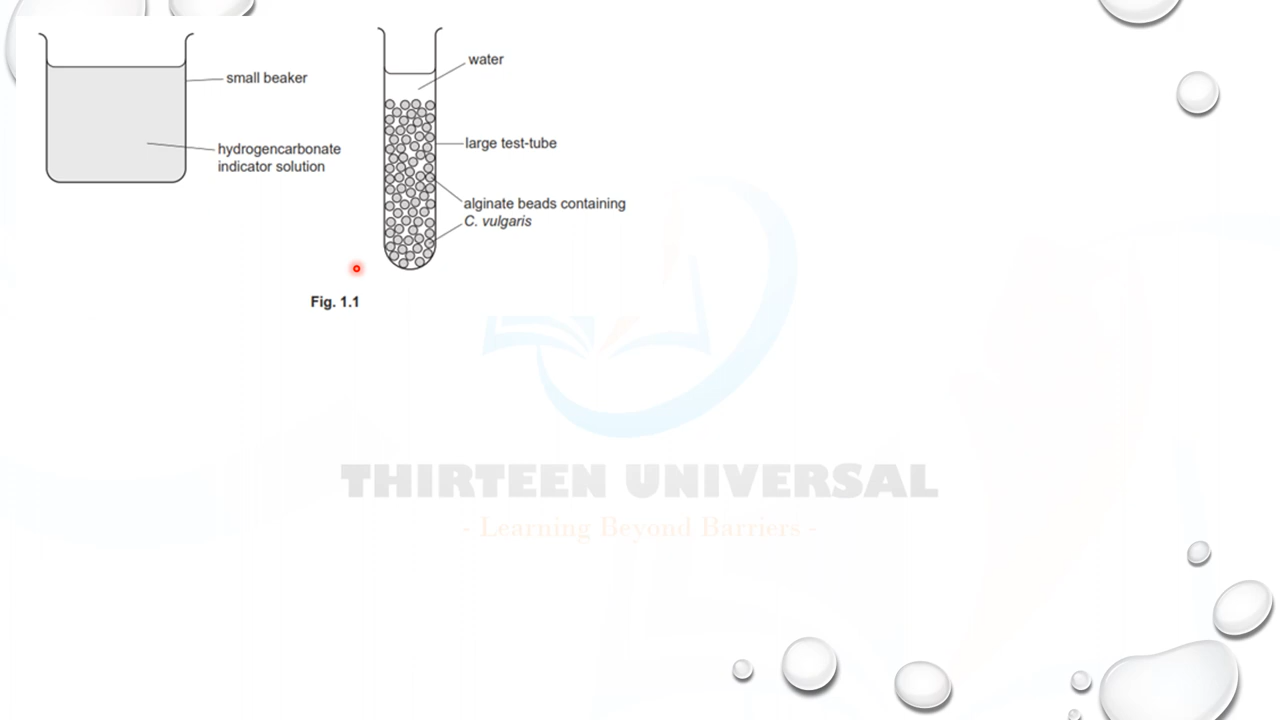 small beaker
hydrogencarbonate
indicator solution
water
large test-tube
alginate beads containing
C. vulgaris
Fig. 1.1
THIRTEEN UNIVERSAL
- Learning Beyond Barriers -